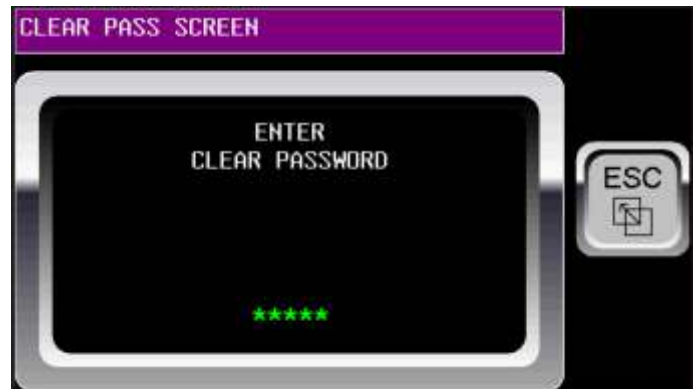 CLEAR PASS SCREEN
ENTER
CLEAR PASSWORD
ESC
*****